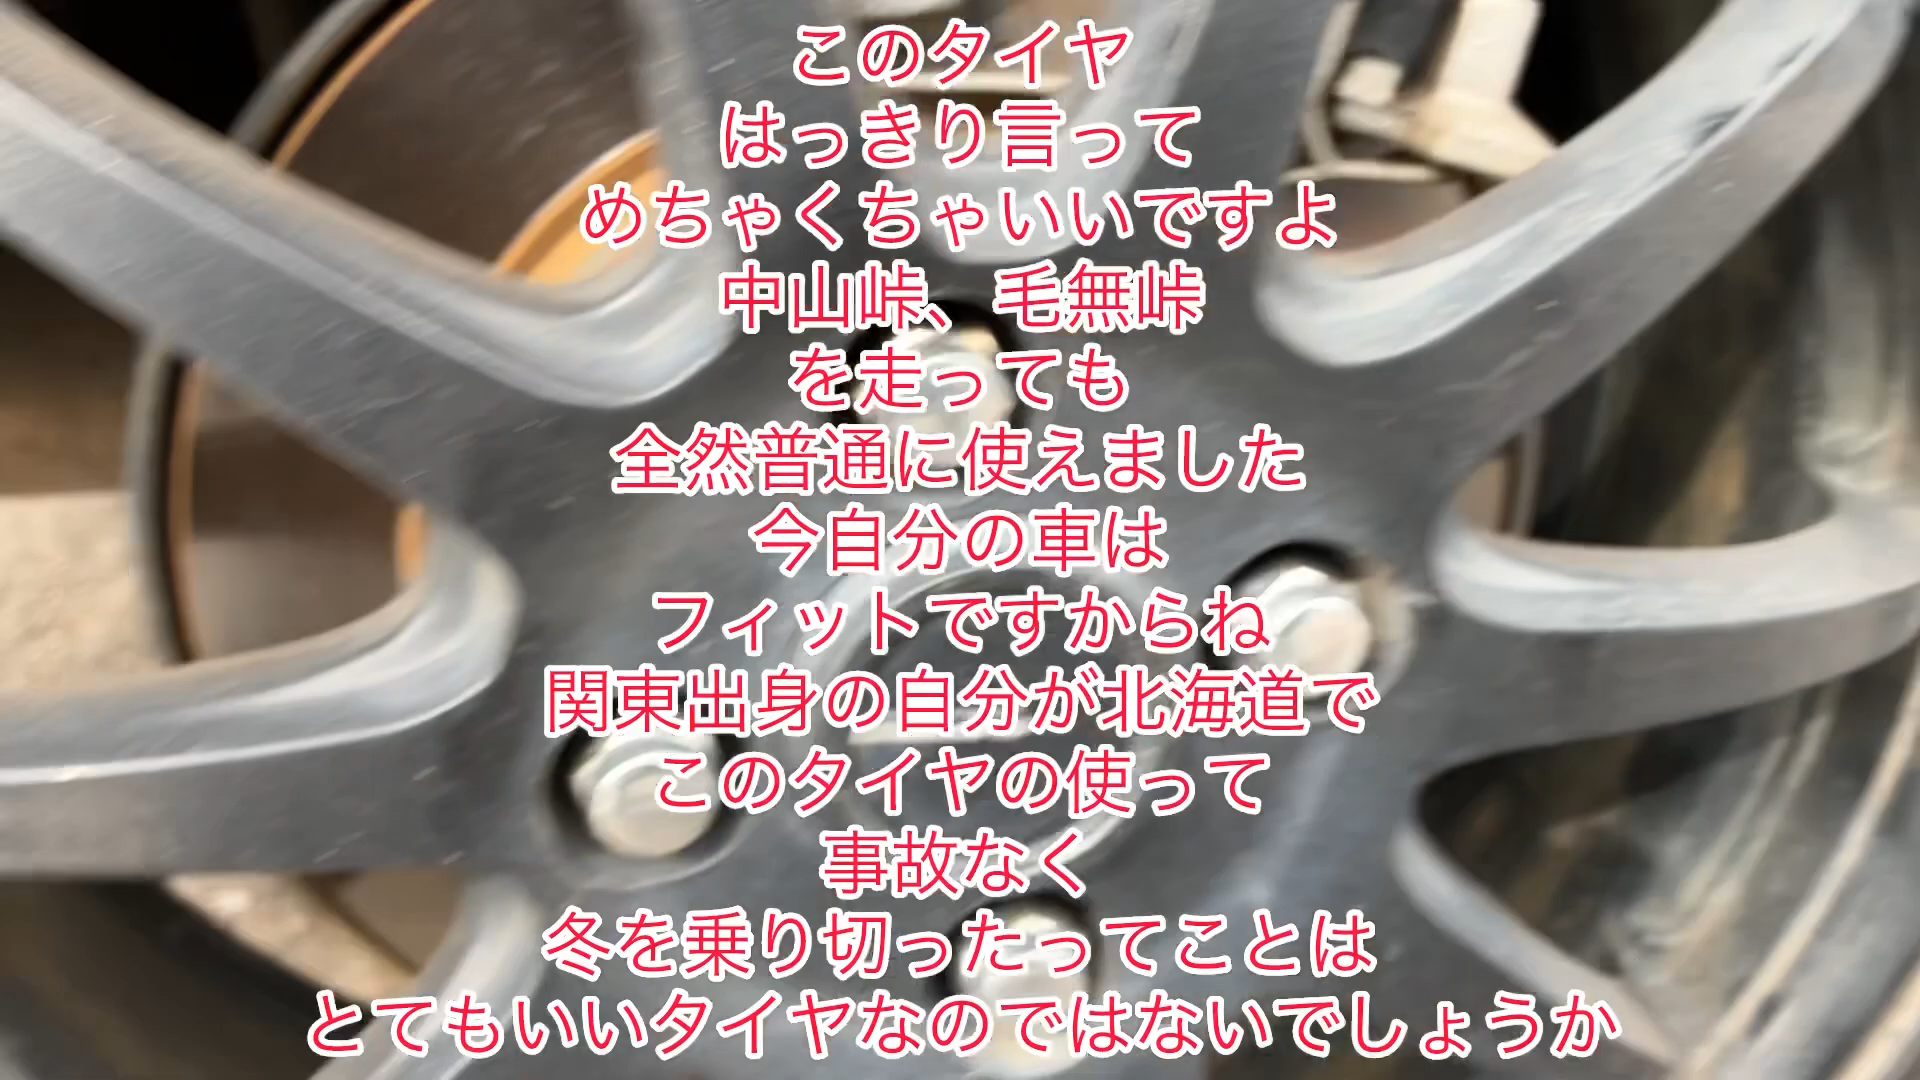 このタイヤ
はっきり言って
めちゃくちゃいいですよ
中山峠、毛無峠
を走っても
全然普通に使えました
今自分の車は
フィットですからね
関東出身の自分が北海道で
このタイヤの使って
事故なく
冬を乗り切ったってことは
とてもいいタイヤなのではないでしょうか